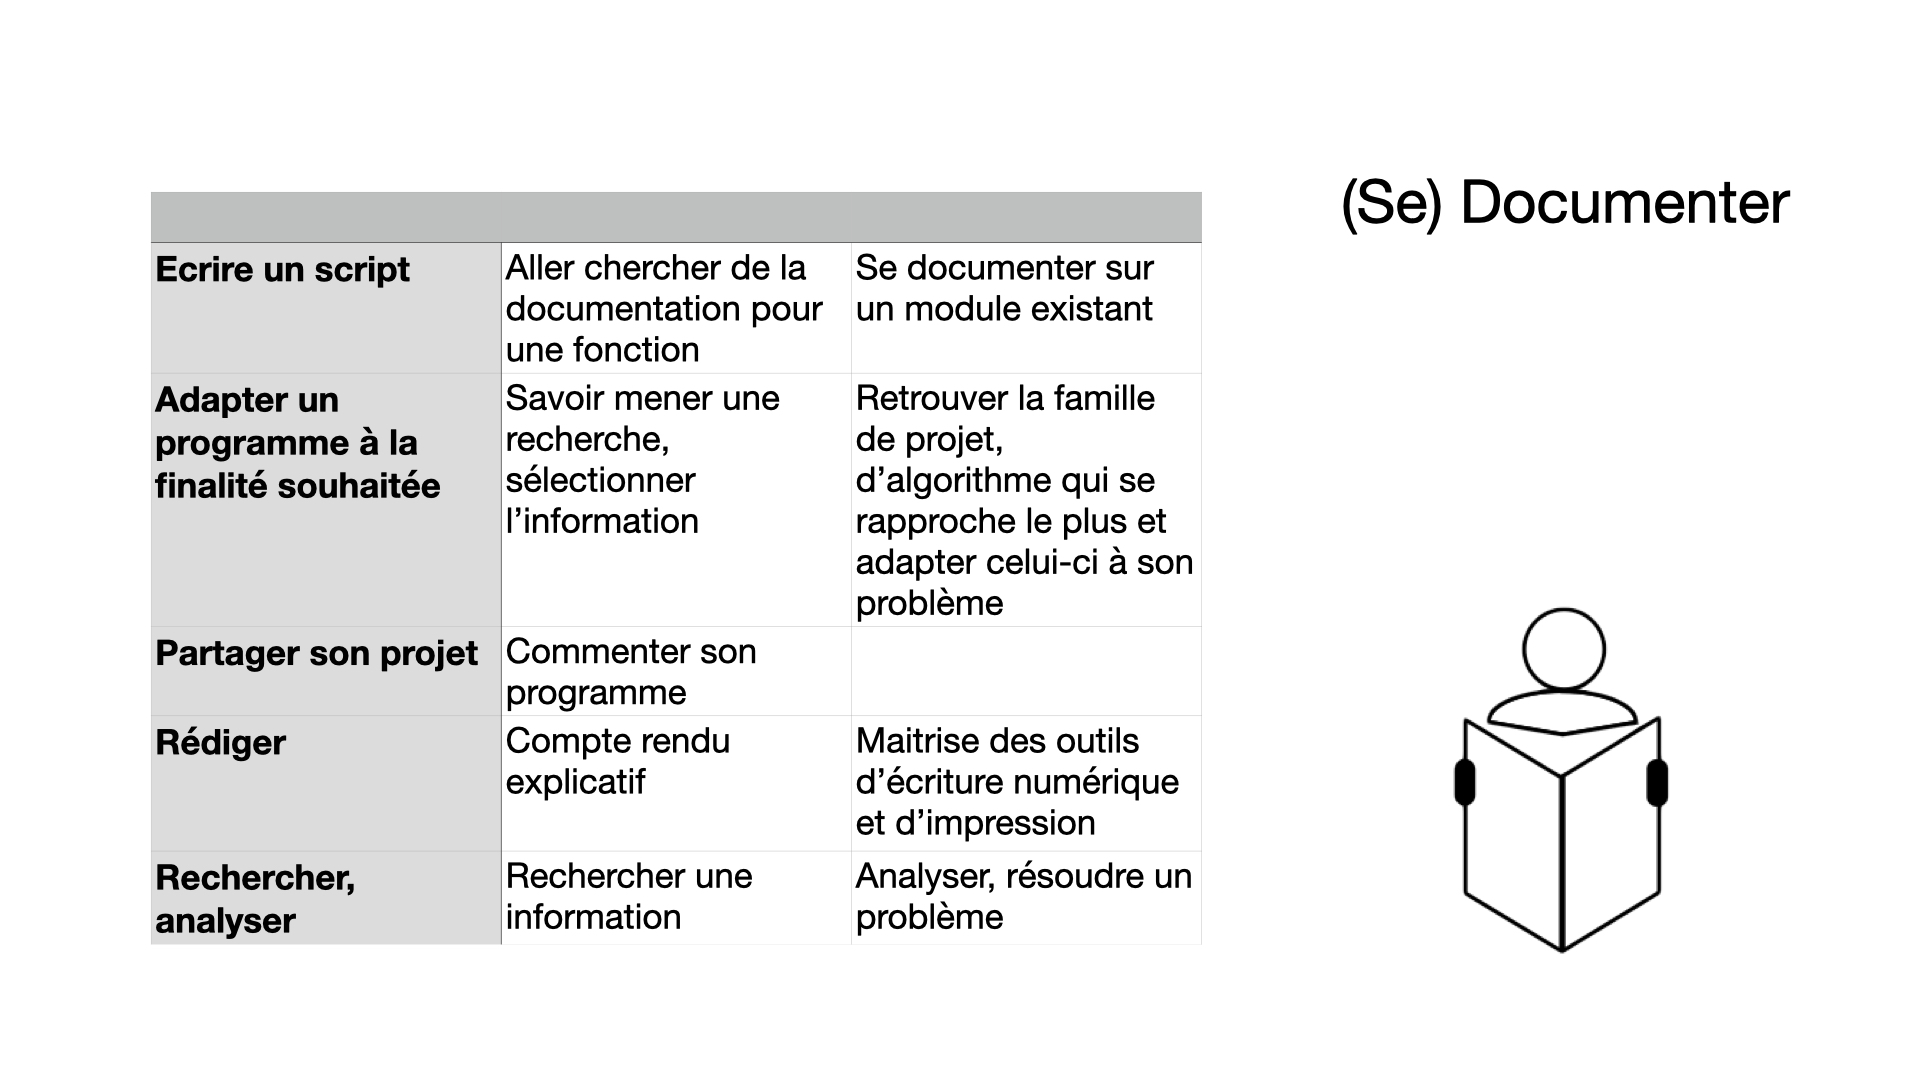 (Se) Documenter
Ecrire un script
Aller chercher de la
documentation pour
une fonction
Se documenter sur
un module existant
Adapter un
programme à la
finalité souhaitée
Savoir mener une
recherche,
sélectionner
l’information
Retrouver la famille
de projet,
d’algorithme qui se
rapproche le plus et
adapter celui-ci à son
problème
Partager son projet
Commenter son
programme
Rédiger
Compte rendu
explicatif
Maitrise des outils
d’écriture numérique
et d’impression
Rechercher,
analyser
Rechercher une
information
Analyser, résoudre un
problème